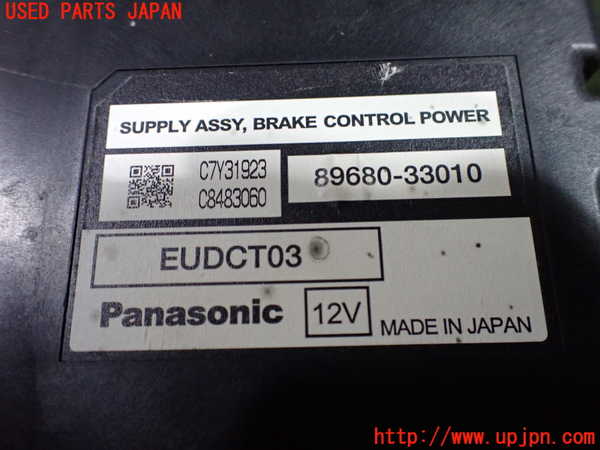 USED PARTS JAPAN
SUPPLY ASSY, BRAKE CONTROL POWER
C7Y31923
C8483060
89680-33010
EUDCT03
Panasonic
12V
MADE IN JAPAN
http://www.upjpn.com/